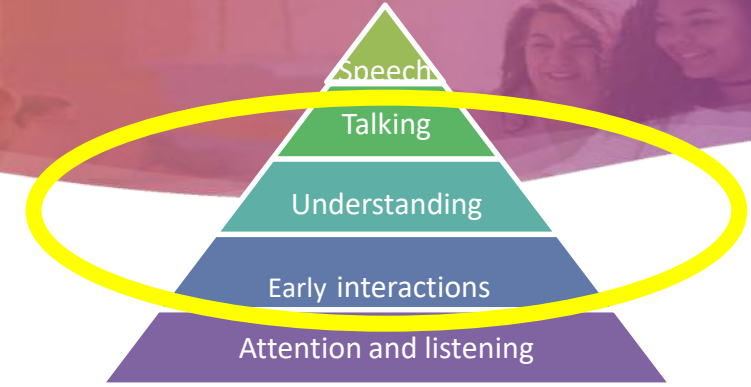 Speech
Talking
Understanding
Early interactions
Attention and listening